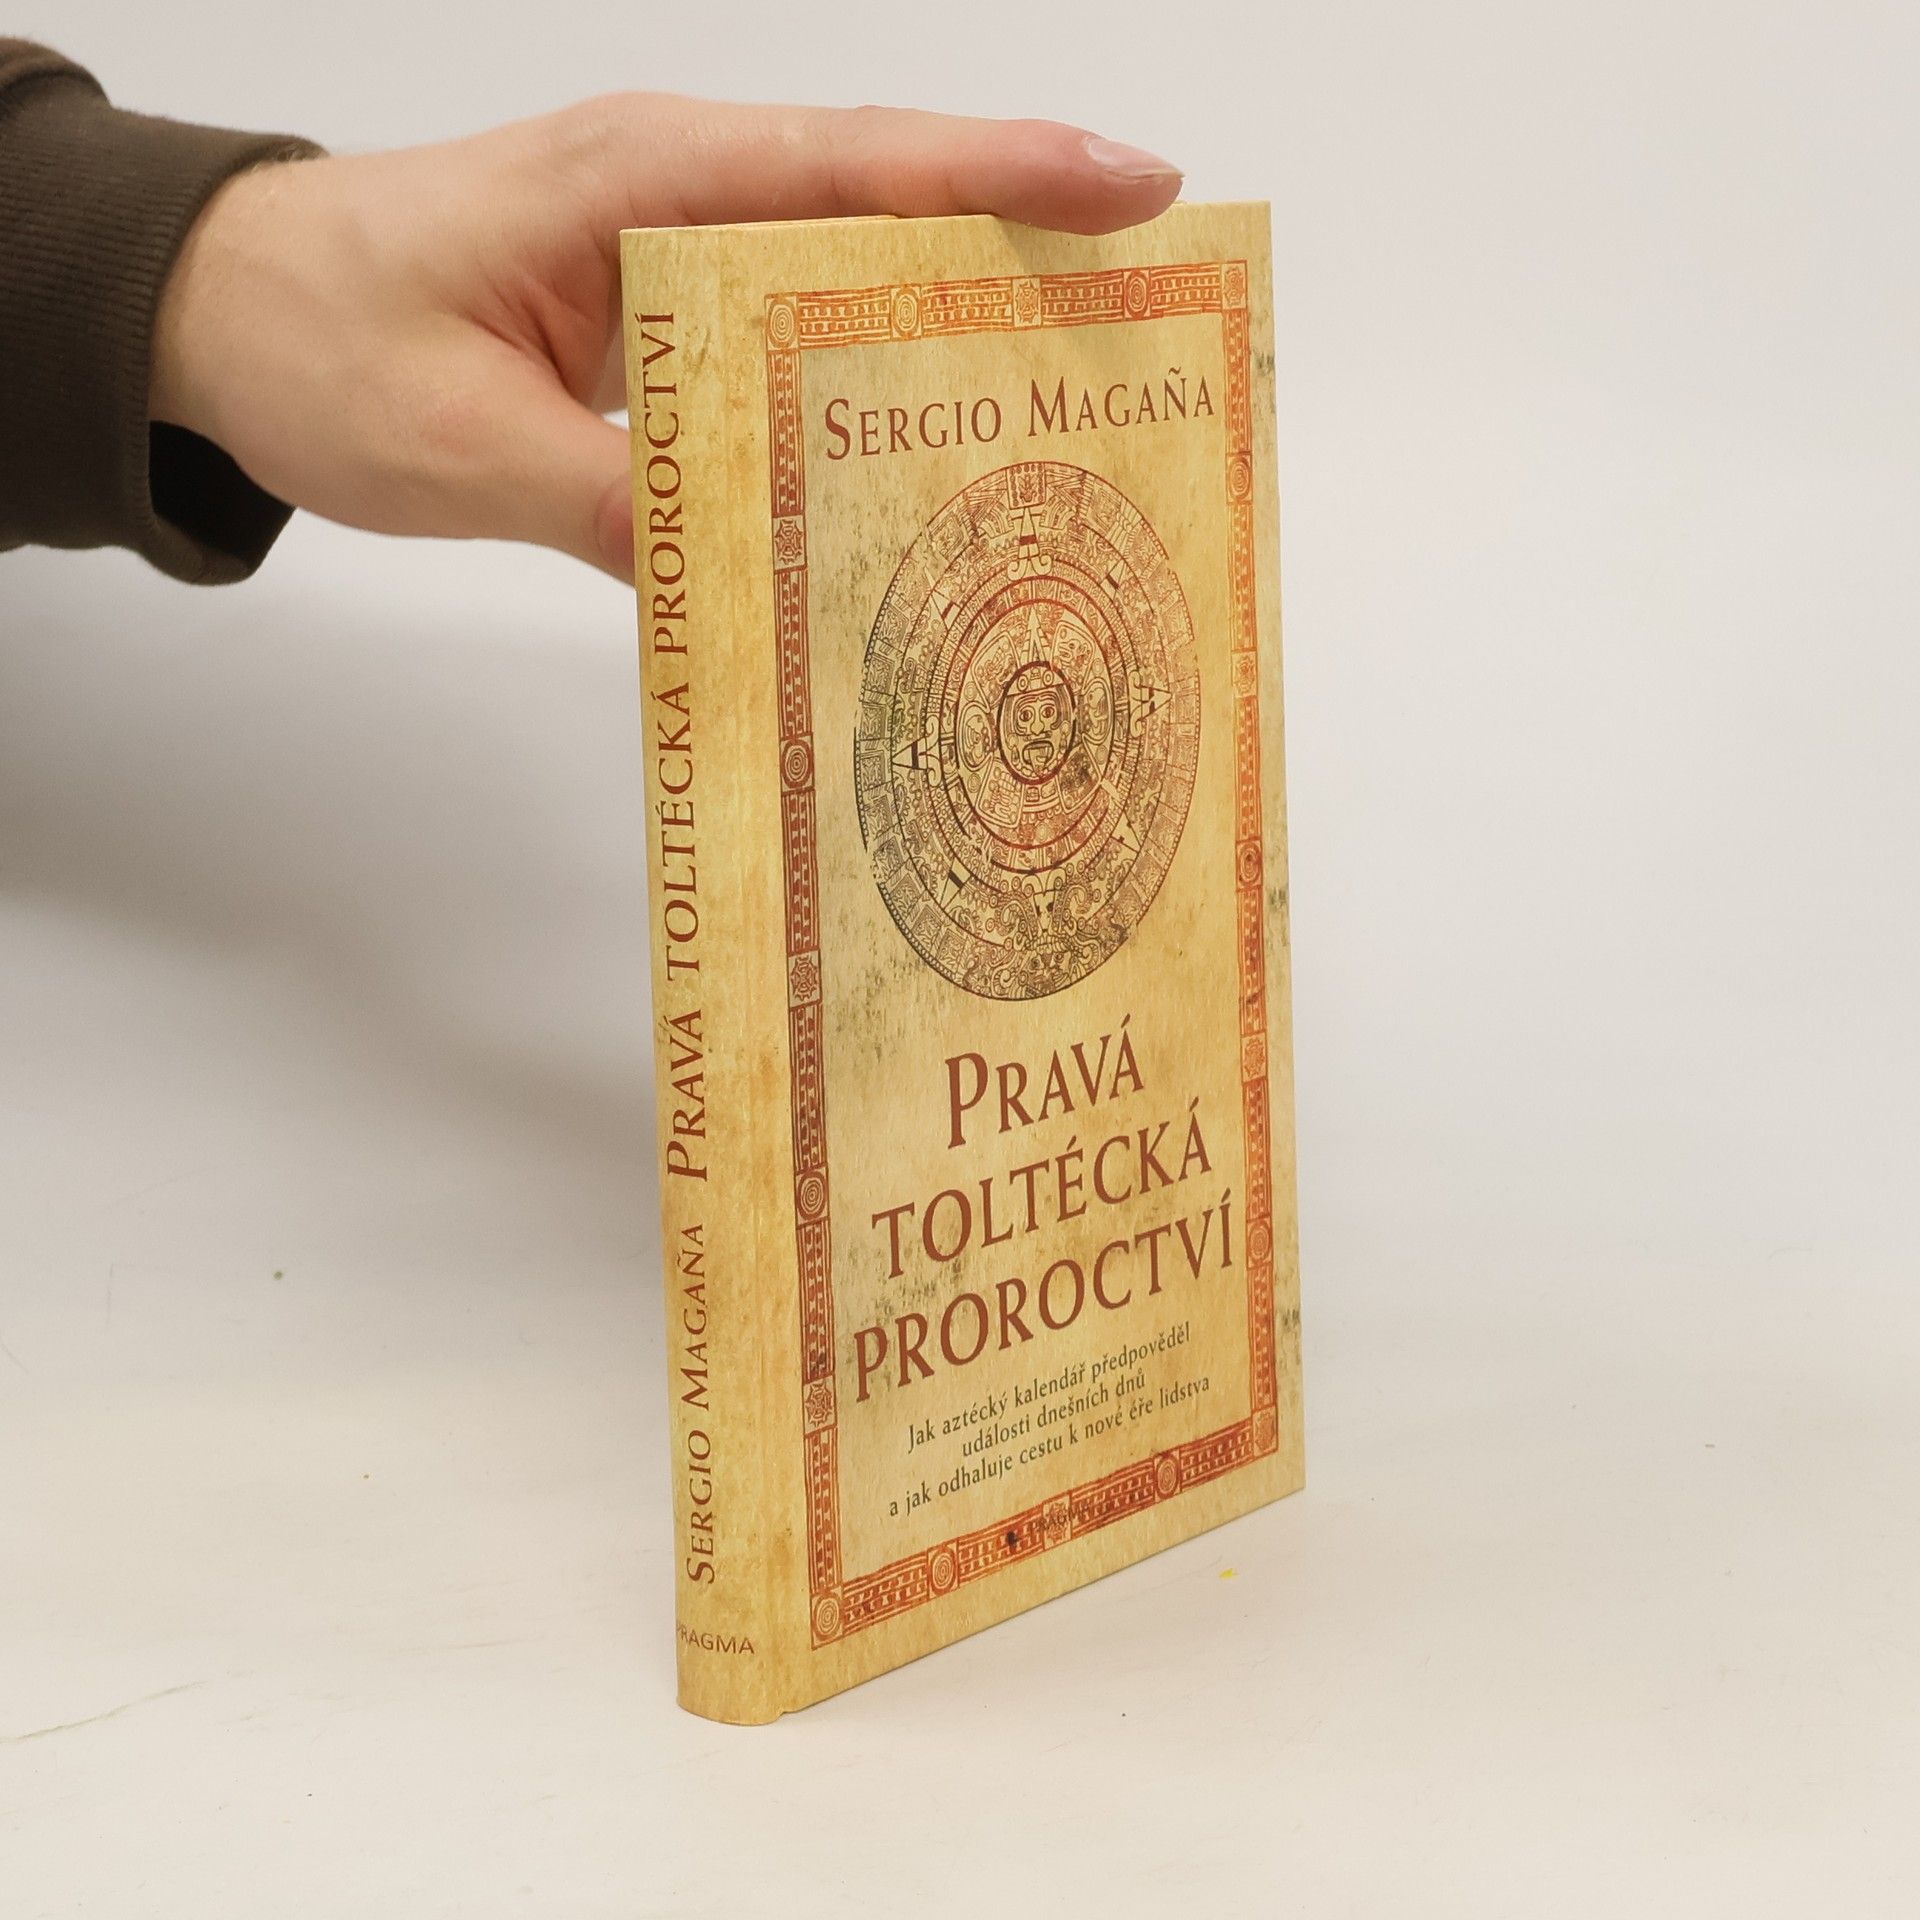 SERGIO MAGAÑA PRAVÁ TOLTÉCKÁ PROROCTVÍ
PRAGMA
SERGIO MAGAÑA
PRAVÁ
TOLTÉCKÁ
PROROCTVÍ
Jak aztécký kalendář předpověděl
události dnešních dnů
a jak odhaluje cestu k nové éře lidstva
PRAGMA